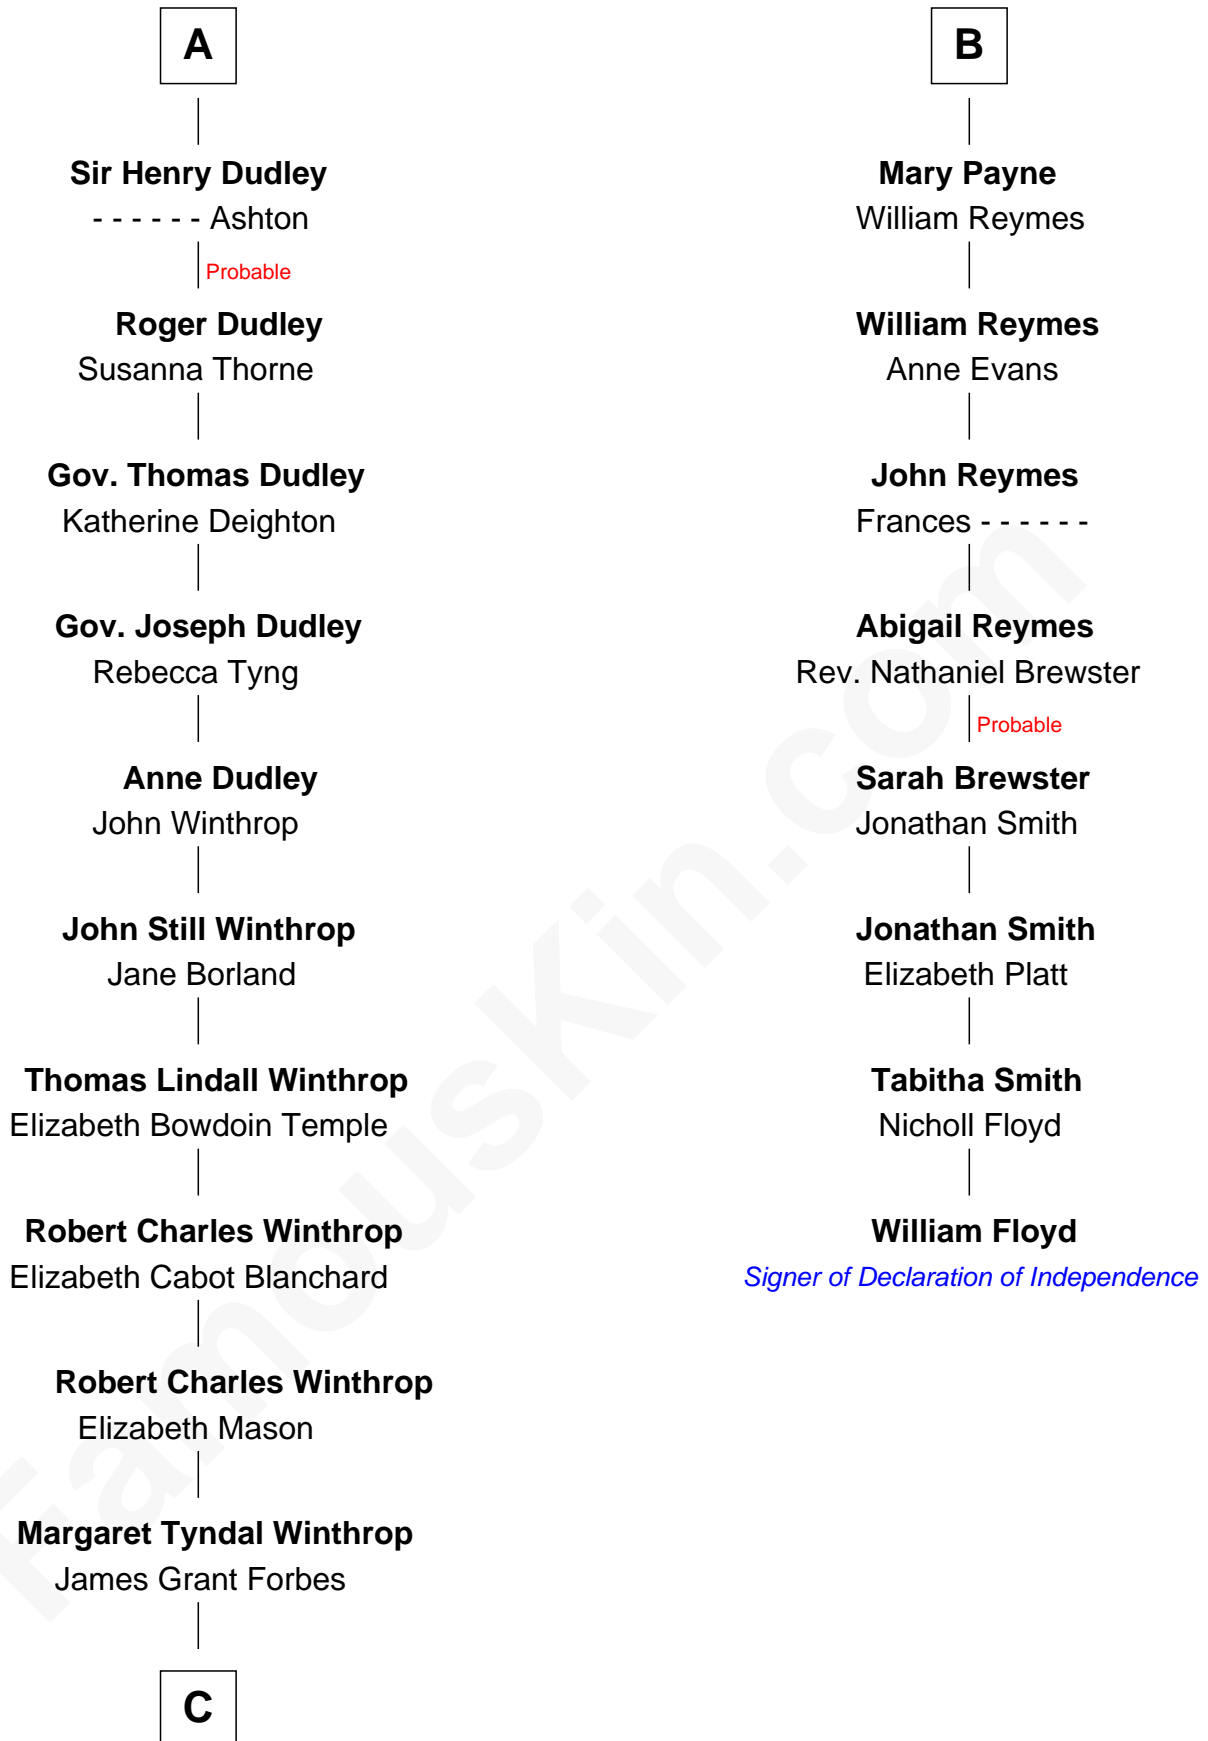 A
Sir Henry Dudley
- - - - - - Ashton
Probable
Roger Dudley
Susanna Thorne
Gov. Thomas Dudley
Katherine Deighton
Gov. Joseph Dudley
Rebecca Tyng
Anne Dudley
John Winthrop
John Still Winthrop
Jane Borland
Thomas Lindall Winthrop
Elizabeth Bowdoin Temple
Robert Charles Winthrop
Elizabeth Cabot Blanchard
Robert Charles Winthrop
Elizabeth Mason
Margaret Tyndal Winthrop
James Grant Forbes
C
B
Mary Payne
William Reymes
William Reymes
Anne Evans
John Reymes
Frances - - - - - -
Abigail Reymes
Rev. Nathaniel Brewster
Probable
Sarah Brewster
Jonathan Smith
Jonathan Smith
Elizabeth Platt
Tabitha Smith
Nicholl Floyd
William Floyd
Signer of Declaration of Independence
FamousKin.com